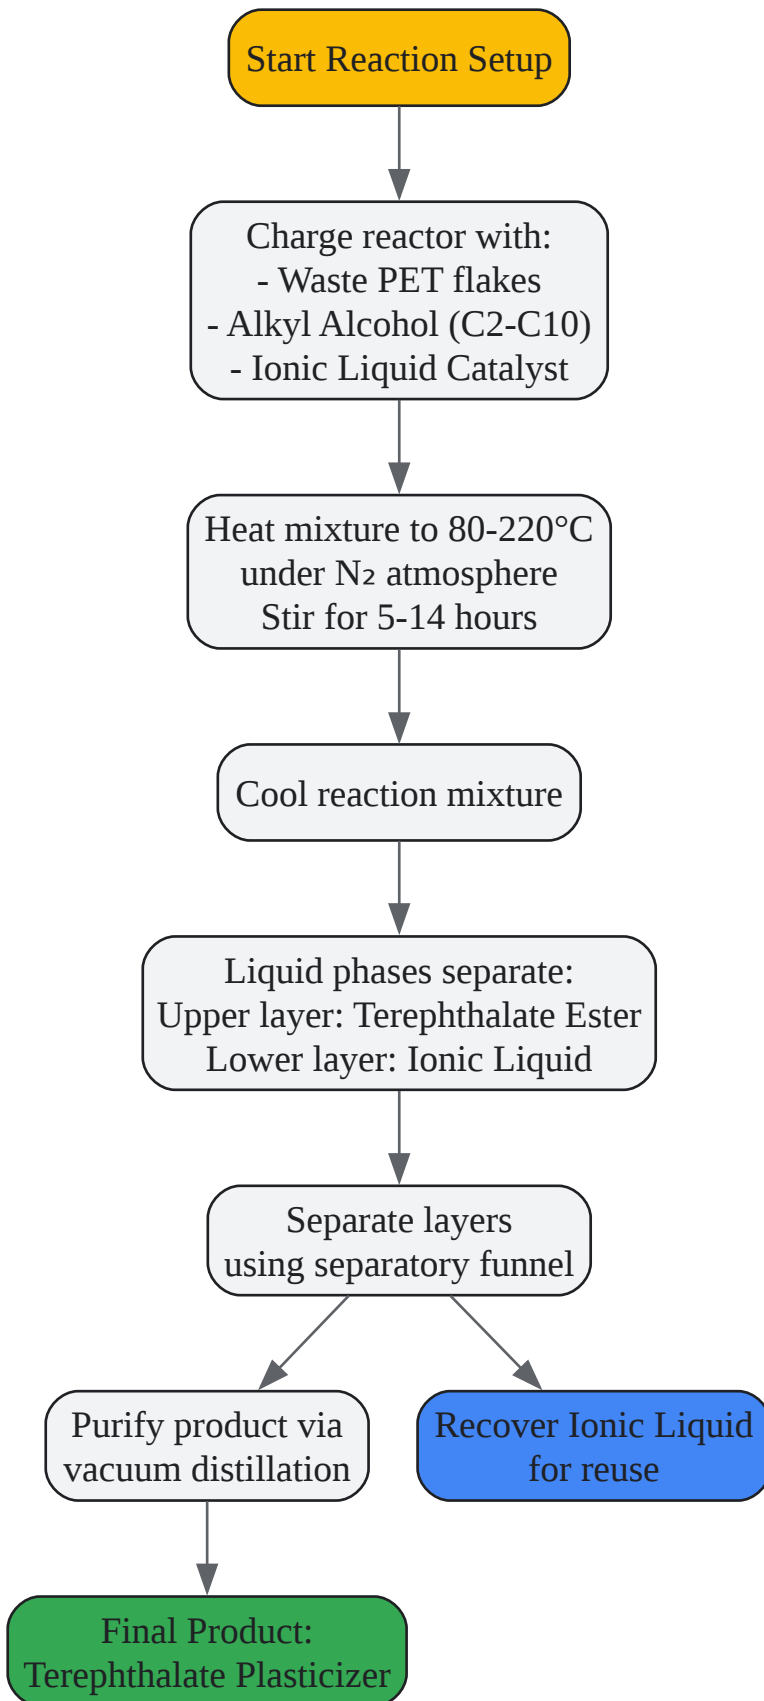 Start Reaction Setup
Charge reactor with:
- Waste PET flakes
- Alkyl Alcohol (C2-C10)
- Ionic Liquid Catalyst
Heat mixture to 80-220°C
under N₂ atmosphere
Stir for 5-14 hours
Cool reaction mixture
Liquid phases separate:
Upper layer: Terephthalate Ester
Lower layer: Ionic Liquid
Separate layers
using separatory funnel
Purify product via
vacuum distillation
Recover Ionic Liquid
for reuse
Final Product:
Terephthalate Plasticizer